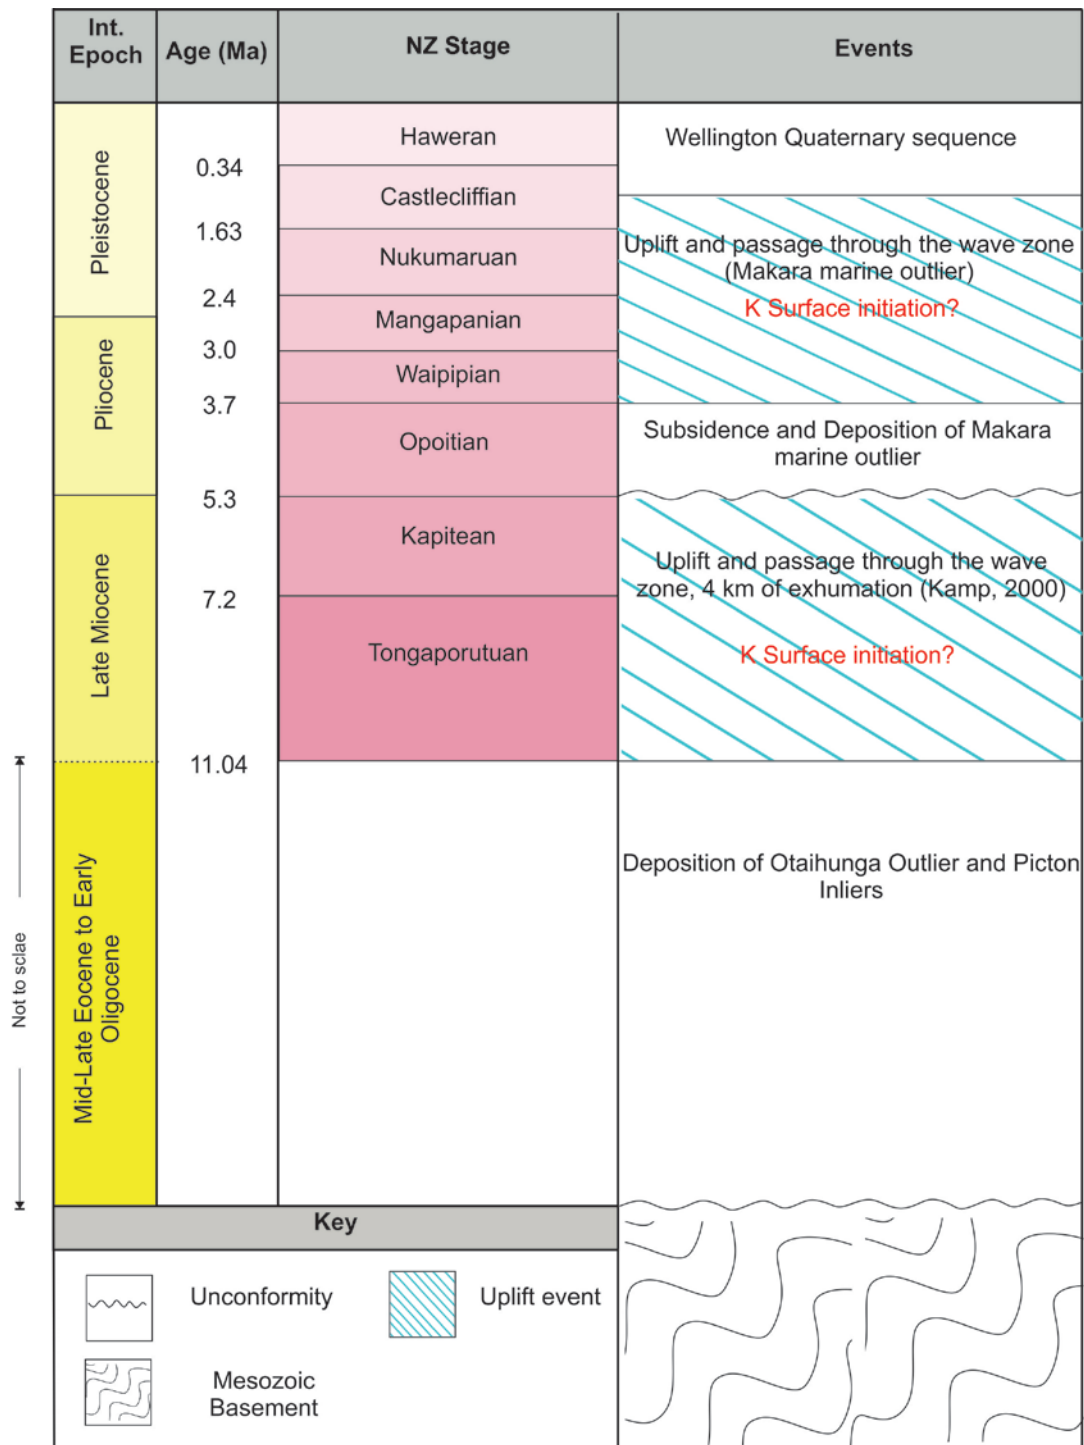 Int.
Epoch
Age (Ma)
NZ Stage
Events
Pleistocene
Pliocene
Late Miocene
Mid-Late Eocene to Early
Oligocene
Not to sclae
0.34
1.63
2.4
3.0
3.7
5.3
7.2
11.04
Haweran
Castlecliffian
Nukumaruan
Mangapanian
Waipipian
Opoitian
Kapitean
Tongaporutuan
Wellington Quaternary sequence
Uplift and passage through the wave zone
(Makara marine outlier)
K Surface initiation?
Subsidence and Deposition of Makara
marine outlier
Uplift and passage through the wave
zone, 4 km of exhumation (Kamp, 2000)
K Surface initiation?
Deposition of Otaihunga Outlier and Picton
Inliers
Key
Unconformity
Uplift event
Mesozoic
Basement